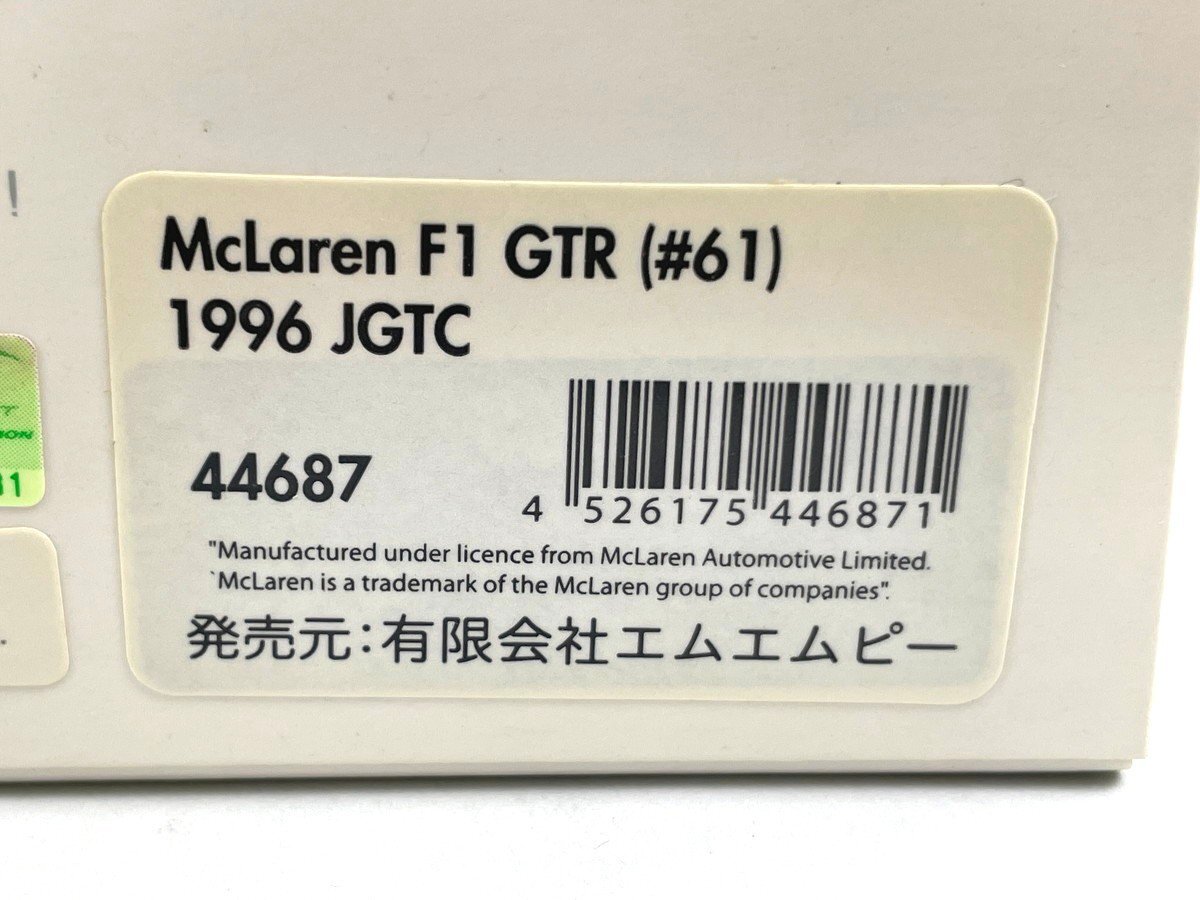 !
McLaren F1 GTR (#61)
1996 JGTC
44687
4 526175 446871
"Manufactured under licence from McLaren Automotive Limited.
`McLaren is a trademark of the McLaren group of companies".
発売元:有限会社エムエムピー
.